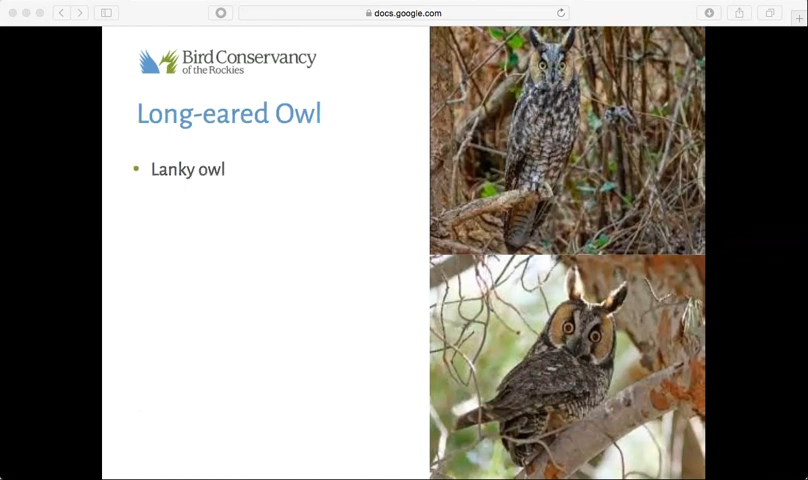 docs.google.com
Bird Conservancy
of the Rockies
Long-eared Owl
• Lanky owl